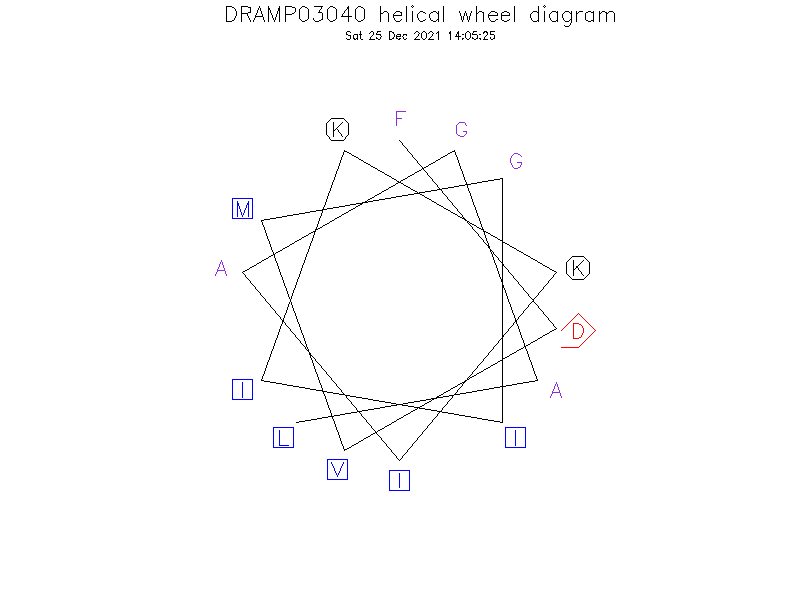 DRAMP03040 helical wheel diagram
Sat 25 Dec 2021 14:05:25
F
K
G
G
M
A
K
D
I
A
L
I
V
I